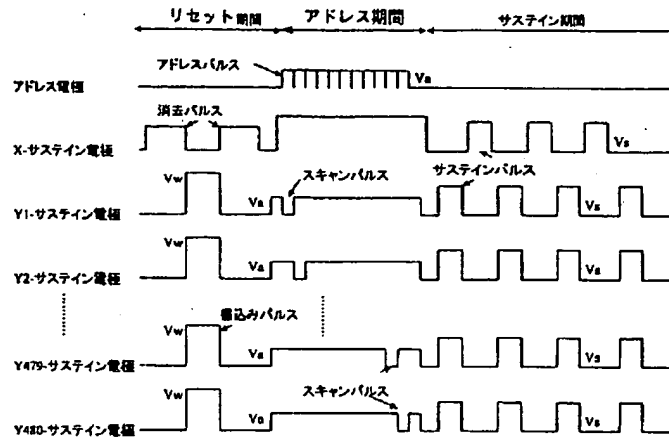 リセット期間 アドレス期間 サステイン期間
アドレスパルス Va
アドレス電極
消去パルス
X-サステイン電極 Vs
スキャンパルス サステインパルス
Vw Va Vs
Y1-サステイン電極
Vw Va Vs
Y2-サステイン電極
書込みパルス
Vw Va Vs
Y479-サステイン電極
スキャンパルス
Vw Va Vs
Y480-サステイン電極